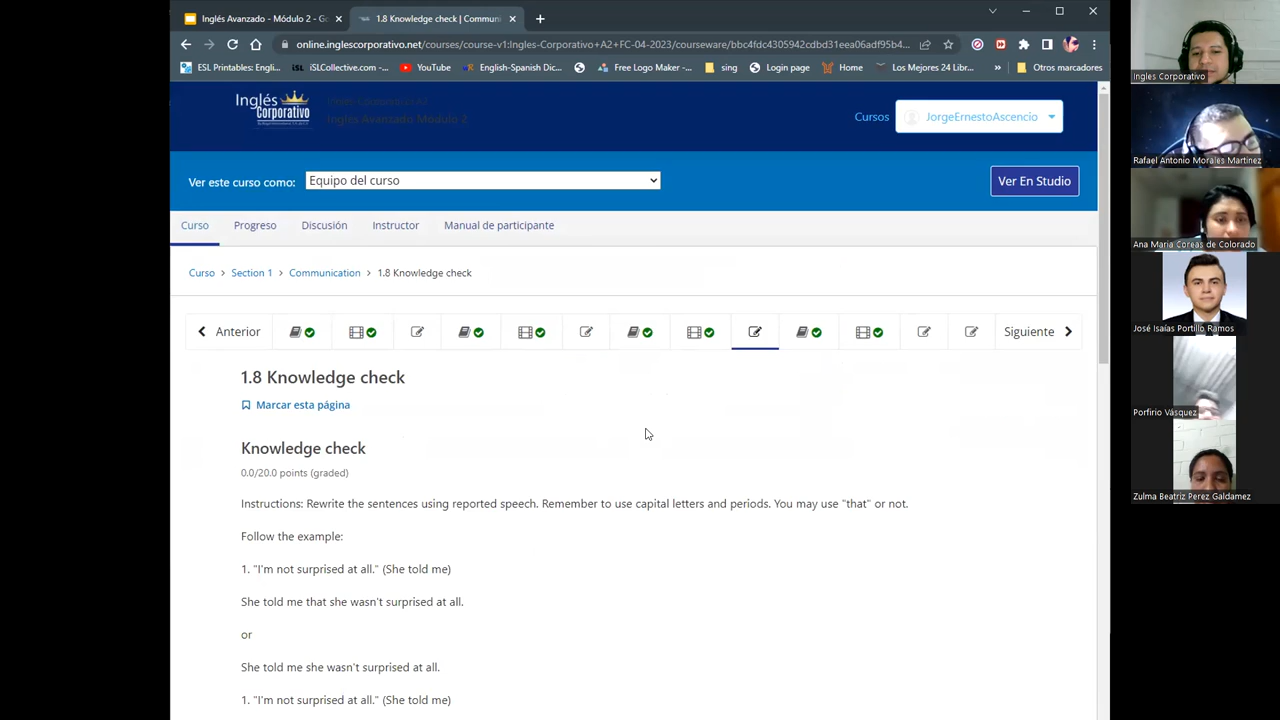 Inglés Avanzado - Módulo 2 - Go
1.8 Knowledge check | Communi
online.inglescorporativo.net/courses/course-v1:Ingles-Corporativo+A2+FC-04-2023/courseware/bbc4fdc4305942cdbd31eea06adf95b4...
ESL Printables: Engli... iSLCollective.com -... YouTube English-Spanish Dic... Free Logo Maker -... sing Login page Home Los Mejores 24 Libr... » Otros marcadores
Inglés Corporativo
Inglés Avanzado Módulo 2
Cursos JorgeErnestoAscencio
Ver este curso como: Equipo del curso Ver En Studio
Curso Progreso Discusión Instructor Manual de participante
Curso > Section 1 > Communication > 1.8 Knowledge check
Anterior Siguiente
1.8 Knowledge check
Marcar esta página
Knowledge check
0.0/20.0 points (graded)
Instructions: Rewrite the sentences using reported speech. Remember to use capital letters and periods. You may use "that" or not.
Follow the example:
1. "I'm not surprised at all." (She told me)
She told me that she wasn't surprised at all.
or
She told me she wasn't surprised at all.
1. "I'm not surprised at all." (She told me)
Ingles Corporativo
Rafael Antonio Morales Martínez
Ana Maria Coreas de Colorado
José Isaías Portillo Ramos
Porfirio Vásquez
Zulma Beatriz Perez Galdamez